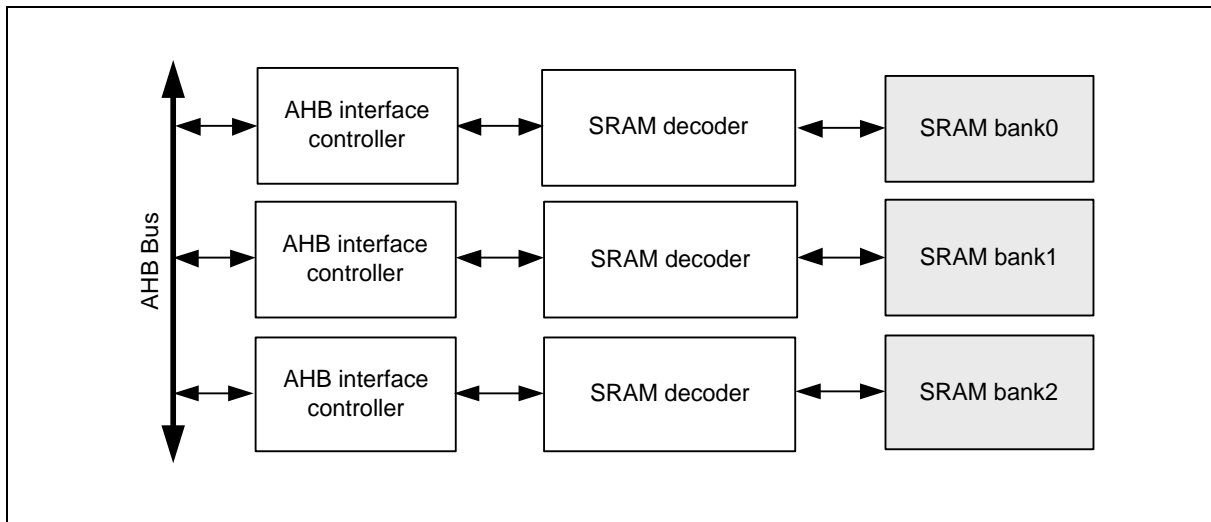 AHB Bus
AHB interface
controller
SRAM decoder
SRAM bank0
AHB interface
controller
SRAM decoder
SRAM bank1
AHB interface
controller
SRAM decoder
SRAM bank2